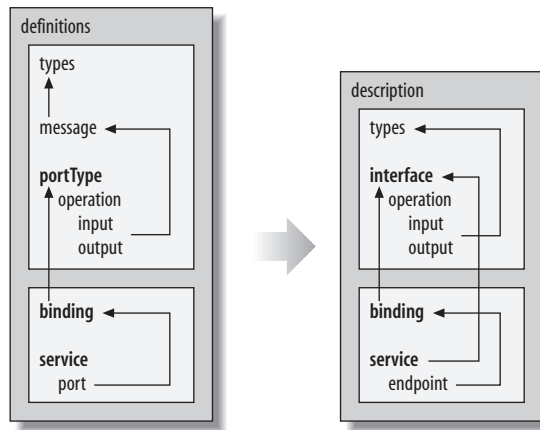 definitions
types
message
portType
operation
input
output
binding
service
port
description
types
interface
operation
input
output
binding
service
endpoint